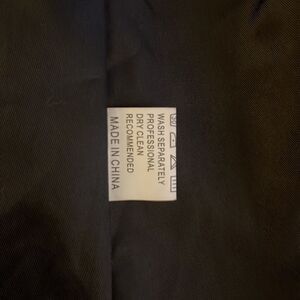 WASH SEPARATELY
PROFESSIONAL
DRY CLEAN
RECOMMENDED
MADE IN CHINA